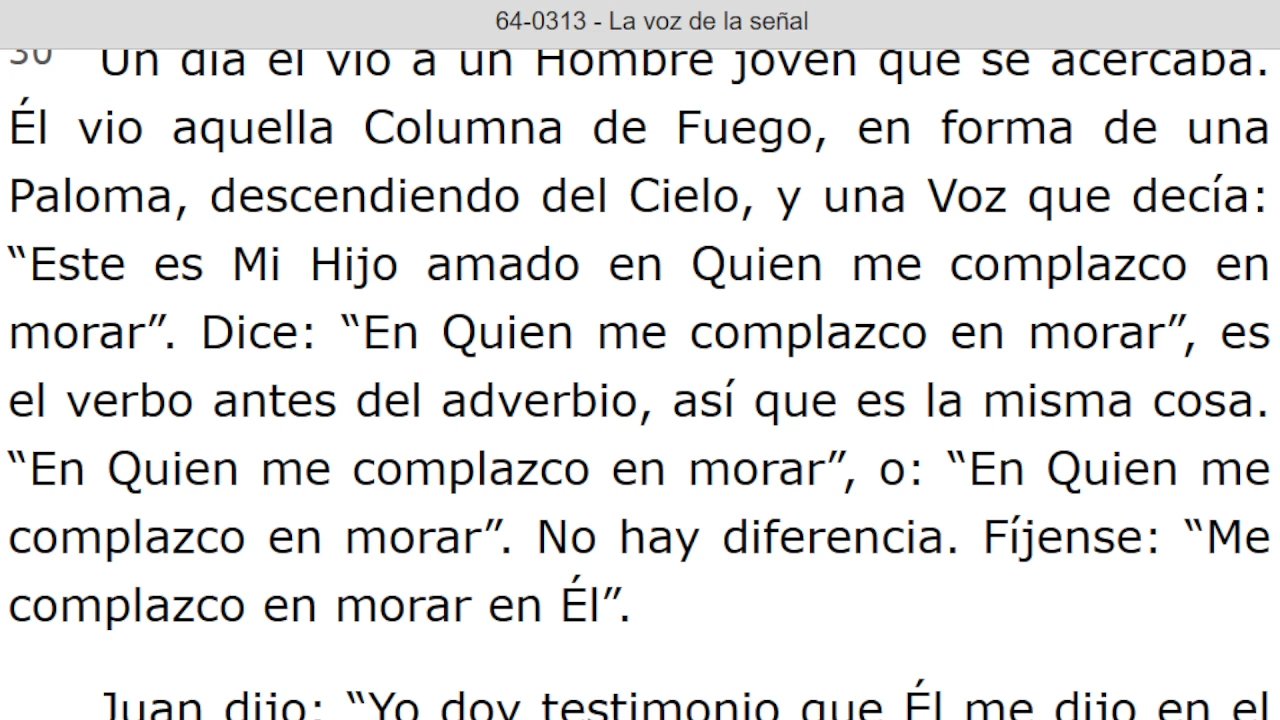 64-0313 - La voz de la señal
30 Un día él vio a un Hombre joven que se acercaba.
Él vio aquella Columna de Fuego, en forma de una
Paloma, descendiendo del Cielo, y una Voz que decía:
“Este es Mi Hijo amado en Quien me complazco en
morar”. Dice: “En Quien me complazco en morar”, es
el verbo antes del adverbio, así que es la misma cosa.
“En Quien me complazco en morar”, o: “En Quien me
complazco en morar”. No hay diferencia. Fíjense: “Me
complazco en morar en Él”.
Juan dijo: “Yo doy testimonio que Él me dijo en el